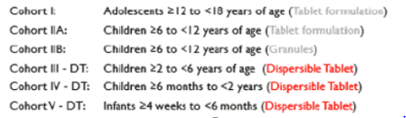 Cohort I: Adolescents ≥12 to <18 years of age (Tablet formulation)
Cohort IIA: Children ≥6 to <12 years of age (Tablet formulation)
Cohort IIB: Children ≥6 to <12 years of age (Granules)
Cohort III - DT: Children ≥2 to <6 years of age (Dispersible Tablet)
Cohort IV - DT: Children ≥6 months to <2 years (Dispersible Tablet)
Cohort V - DT: Infants ≥4 weeks to <6 months (Dispersible Tablet)